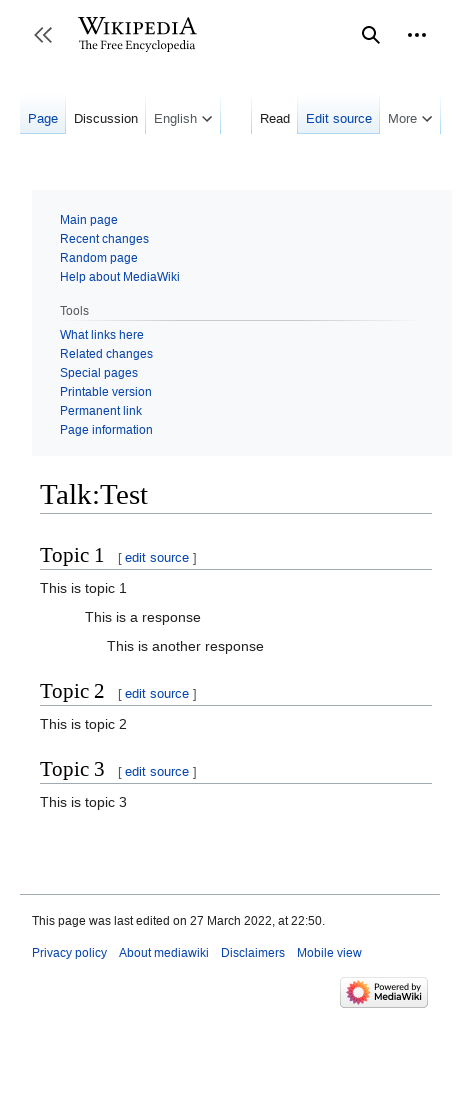 WIKIPEDIA
The Free Encyclopedia
Page Discussion English Read Edit source More
Main page
Recent changes
Random page
Help about MediaWiki
Tools
What links here
Related changes
Special pages
Printable version
Permanent link
Page information
Talk:Test
Topic 1 [ edit source ]
This is topic 1
This is a response
This is another response
Topic 2 [ edit source ]
This is topic 2
Topic 3 [ edit source ]
This is topic 3
This page was last edited on 27 March 2022, at 22:50.
Privacy policy About mediawiki Disclaimers Mobile view
Powered by
MediaWiki